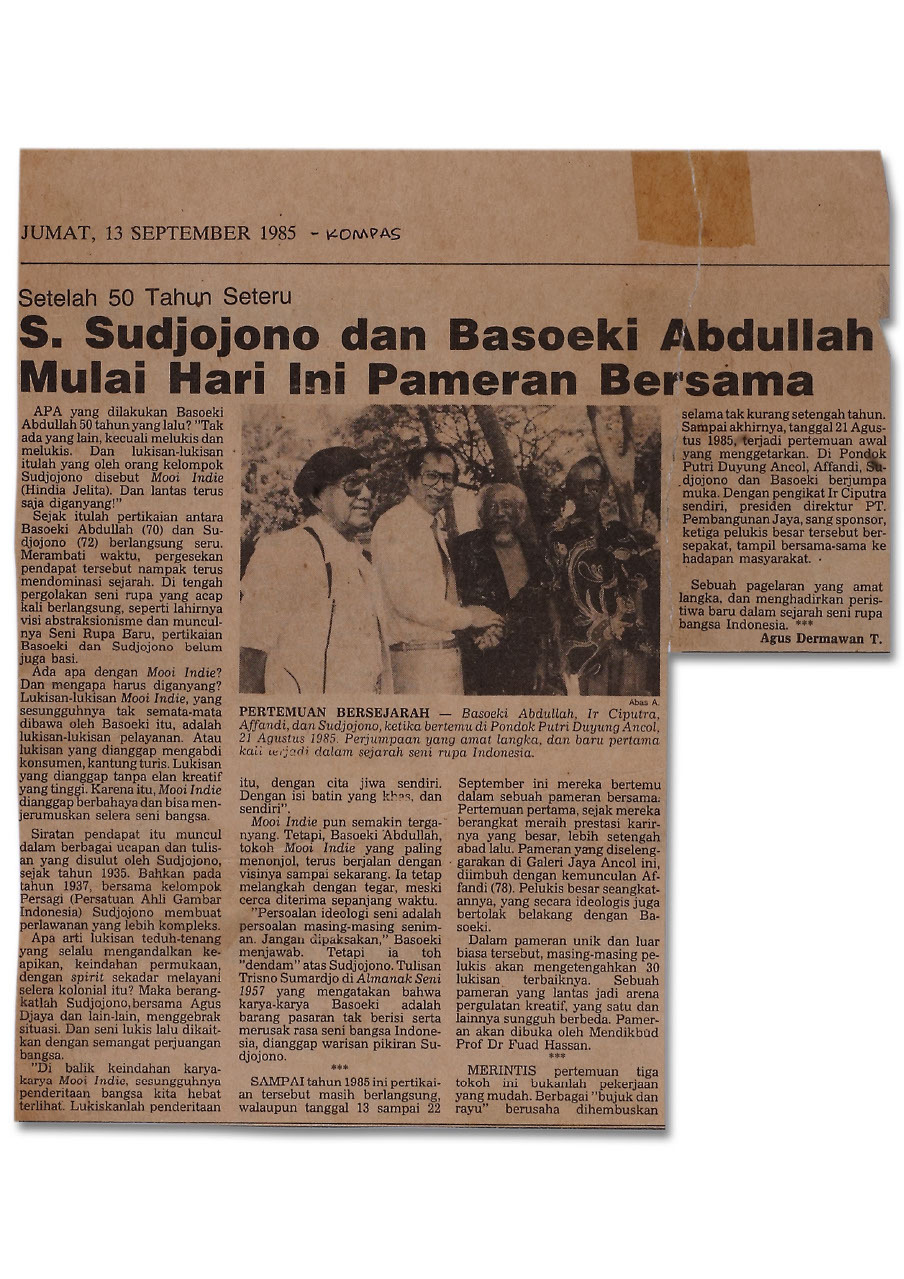 JUMAT, 13 SEPTEMBER 1985 - KOMPAS
Setelah 50 Tahun Seteru
S. Sudjojono dan Basoeki Abdullah
Mulai Hari Ini Pameran Bersama
APA yang dilakukan Basoeki
Abdullah 50 tahun yang lalu? "Tak
ada yang lain, kecuali melukis dan
melukis. Dan lukisan-lukisan
itulah yang oleh orang kelompok
Sudjojono disebut Mooi Indie
(Hindia Jelita). Dan lantas terus
saja diganyang!"
Sejak itulah pertikaian antara
Basoeki Abdullah (70) dan Su-
djojono (72) berlangsung seru.
Merambati waktu, pergesekan
pendapat tersebut nampak terus
mendominasi sejarah. Di tengah
pergolakan seni rupa yang acap
kali berlangsung, seperti lahirnya
visi abstraksionisme dan muncul-
nya Seni Rupa Baru, pertikaian
Basoeki dan Sudjojono belum
juga basi.
Ada apa dengan Mooi Indie?
Dan mengapa harus diganyang?
Lukisan-lukisan Mooi Indie, yang
sesungguhnya tak semata-mata
dibawa oleh Basoeki itu, adalah
lukisan-lukisan pelayanan. Atau
lukisan yang dianggap mengabdi
konsumen, kantung turis. Lukisan
yang dianggap tanpa elan kreatif
yang tinggi. Karena itu, Mooi Indie
dianggap berbahaya dan bisa men-
jerumuskan selera seni bangsa.
Siratan pendapat itu muncul
dalam berbagai ucapan dan tulis-
an yang disulut oleh Sudjojono,
sejak tahun 1935. Bahkan pada
tahun 1937, bersama kelompok
Persagi (Persatuan Ahli Gambar
Indonesia) Sudjojono membuat
perlawanan yang lebih kompleks.
Apa arti lukisan teduh-tenang
yang selalu mengandalkan ke-
apikan, keindahan permukaan,
dengan spirit sekadar melayani
selera kolonial itu? Maka berang-
katlah Sudjojono, bersama Agus
Djaya dan lain-lain, menggebrak
situasi. Dan seni lukis lalu dikait-
kan dengan semangat perjuangan
bangsa.
"Di balik keindahan karya-
karya Mooi Indie, sesungguhnya
penderitaan bangsa kita hebat
terlihat. Lukiskanlah penderitaan
Abas A.
PERTEMUAN BERSEJARAH — Basoeki Abdullah, Ir Ciputra,
Affandi, dan Sudjojono, ketika bertemu di Pondok Putri Duyung Ancol,
21 Agustus 1985. Perjumpaan yang amat langka, dan baru pertama
kali terjadi dalam sejarah seni rupa Indonesia.
itu, dengan cita jiwa sendiri.
Dengan isi batin yang khas, dan
sendiri".
Mooi Indie pun semakin terga-
nyang. Tetapi, Basoeki Abdullah,
tokoh Mooi Indie yang paling
menonjol, terus berjalan dengan
visinya sampai sekarang. Ia tetap
melangkah dengan tegar, meski
cerca diterima sepanjang waktu.
"Persoalan ideologi seni adalah
persoalan masing-masing senim-
an. Jangan dipaksakan," Basoeki
menjawab. Tetapi ia toh
"dendam" atas Sudjojono. Tulisan
Trisno Sumardjo di Almanak Seni
1957 yang mengatakan bahwa
karya-karya Basoeki adalah
barang pasaran tak berisi serta
merusak rasa seni bangsa Indone-
sia, dianggap warisan pikiran Su-
djojono.
***
SAMPAI tahun 1985 ini pertikai-
an tersebut masih berlangsung,
walaupun tanggal 13 sampai 22
September ini mereka bertemu
dalam sebuah pameran bersama.
Pertemuan pertama, sejak mereka
berangkat meraih prestasi karir-
nya yang besar, lebih setengah
abad lalu. Pameran yang diseleng-
garakan di Galeri Jaya Ancol ini,
diimbuh dengan kemunculan Af-
fandi (78). Pelukis besar seangkat-
annya, yang secara ideologis juga
bertolak belakang dengan Ba-
soeki.
Dalam pameran unik dan luar
biasa tersebut, masing-masing pe-
lukis akan mengetengahkan 30
lukisan terbaiknya. Sebuah
pameran yang lantas jadi arena
pergulatan kreatif, yang satu dan
lainnya sungguh berbeda. Pamer-
an akan dibuka oleh Mendikbud
Prof Dr Fuad Hassan.
***
MERINTIS pertemuan tiga
tokoh ini bukanlah pekerjaan
yang mudah. Berbagai "bujuk dan
rayu" berusaha dihembuskan
selama tak kurang setengah tahun.
Sampai akhirnya, tanggal 21 Agus-
tus 1985, terjadi pertemuan awal
yang menggetarkan. Di Pondok
Putri Duyung Ancol, Affandi, Su-
djojono dan Basoeki berjumpa
muka. Dengan pengikat Ir Ciputra
sendiri, presiden direktur PT.
Pembangunan Jaya, sang sponsor,
ketiga pelukis besar tersebut ber-
sepakat, tampil bersama-sama ke
hadapan masyarakat.
Sebuah pagelaran yang amat
langka, dan menghadirkan peris-
tiwa baru dalam sejarah seni rupa
bangsa Indonesia. ***
Agus Dermawan T.